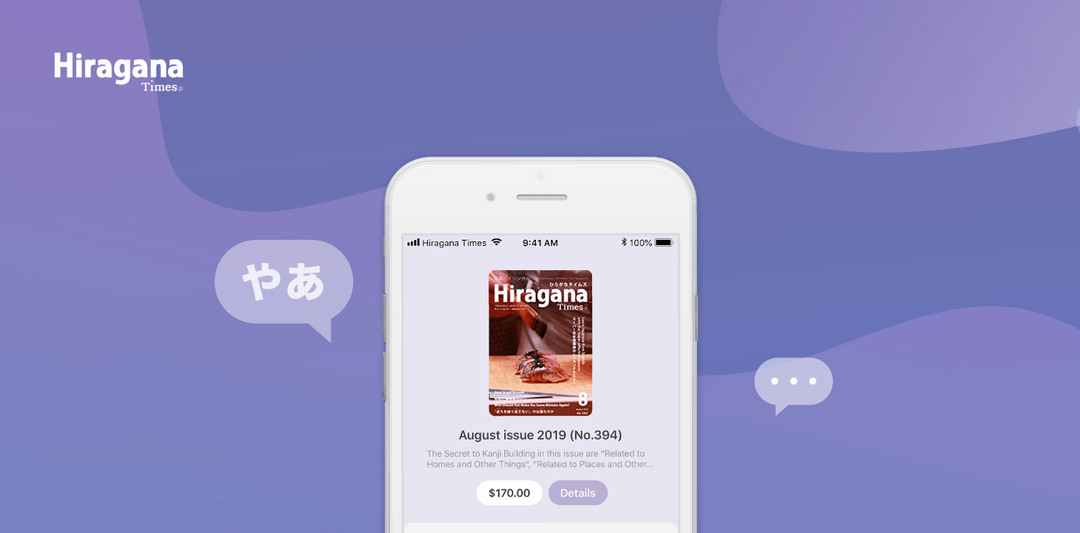 Hiragana
Times
やあ
Hiragana Times
9:41 AM
100%
ひらがなタイムズ
Hiragana
Times
8
August issue 2019 (No.394)
The Secret to Kanji Building in this issue are "Related to
Homes and Other Things", "Related to Places and Other...
$170.00
Details